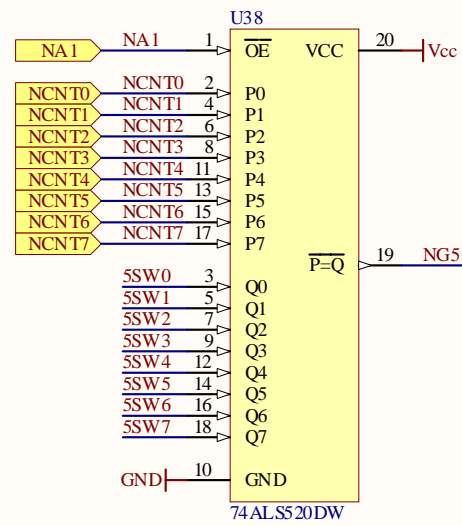 U38
NA1 NA1 1 OE VCC 20 Vcc
NCNT0 NCNT0 2 P0
NCNT1 NCNT1 4 P1
NCNT2 NCNT2 6 P2
NCNT3 NCNT3 8 P3
NCNT4 NCNT4 11 P4
NCNT5 NCNT5 13 P5
NCNT6 NCNT6 15 P6
NCNT7 NCNT7 17 P7
P=Q 19 NG5
5SW0 3 Q0
5SW1 5 Q1
5SW2 7 Q2
5SW3 9 Q3
5SW4 12 Q4
5SW5 14 Q5
5SW6 16 Q6
5SW7 18 Q7
GND 10 GND
74ALS520DW